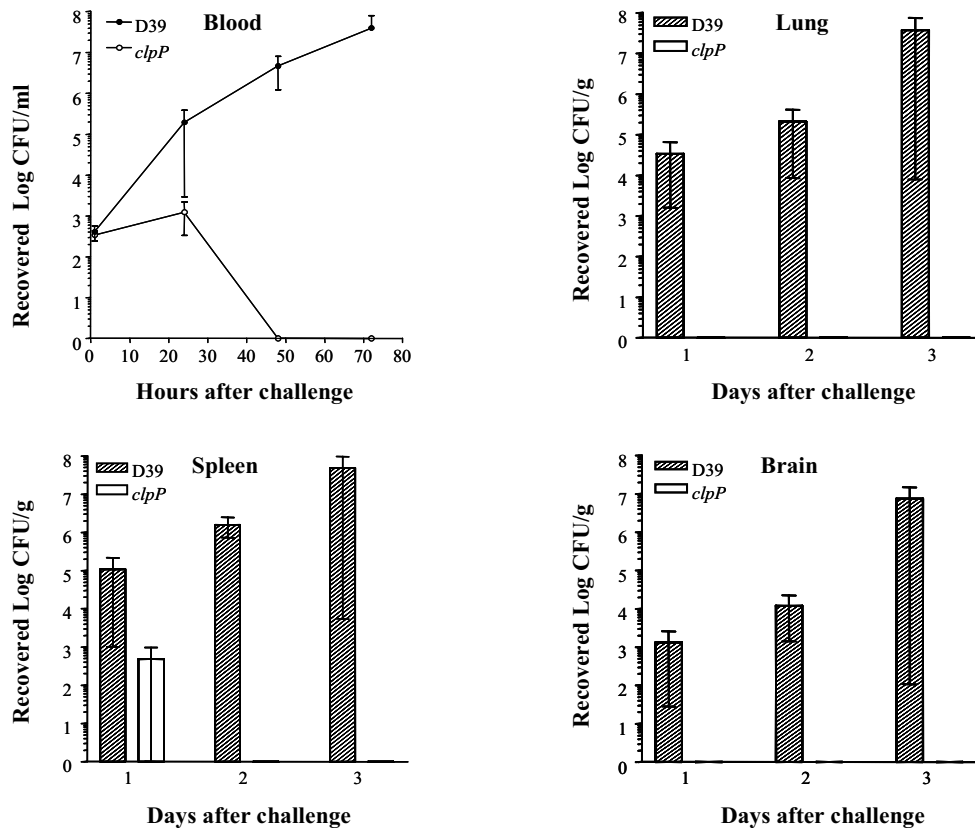 Blood
D39
clpP
Recovered Log CFU/ml
8
7
6
5
4
3
2
1
0
0 10 20 30 40 50 60 70 80
Hours after challenge
Lung
D39
clpP
Recovered Log CFU/g
8
7
6
5
4
3
2
1
0
1 2 3
Days after challenge
Spleen
D39
clpP
Recovered Log CFU/g
8
7
6
5
4
3
2
1
0
1 2 3
Days after challenge
Brain
D39
clpP
Recovered Log CFU/g
8
7
6
5
4
3
2
1
0
1 2 3
Days after challenge